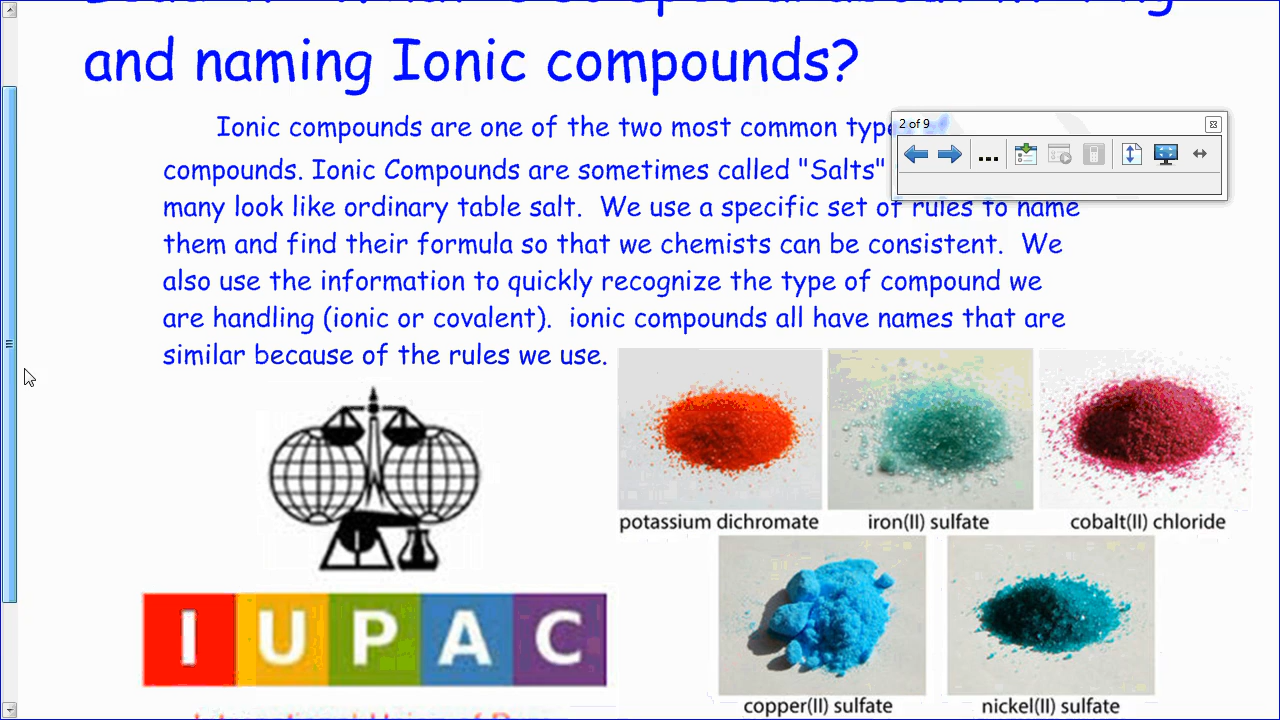 and naming Ionic compounds?
Ionic compounds are one of the two most common type
2 of 9
compounds. Ionic Compounds are sometimes called "Salts"
many look like ordinary table salt. We use a specific set of rules to name
them and find their formula so that we chemists can be consistent. We
also use the information to quickly recognize the type of compound we
are handling (ionic or covalent). ionic compounds all have names that are
similar because of the rules we use.
potassium dichromate
iron(II) sulfate
cobalt(II) chloride
IUPAC
copper(II) sulfate
nickel(II) sulfate